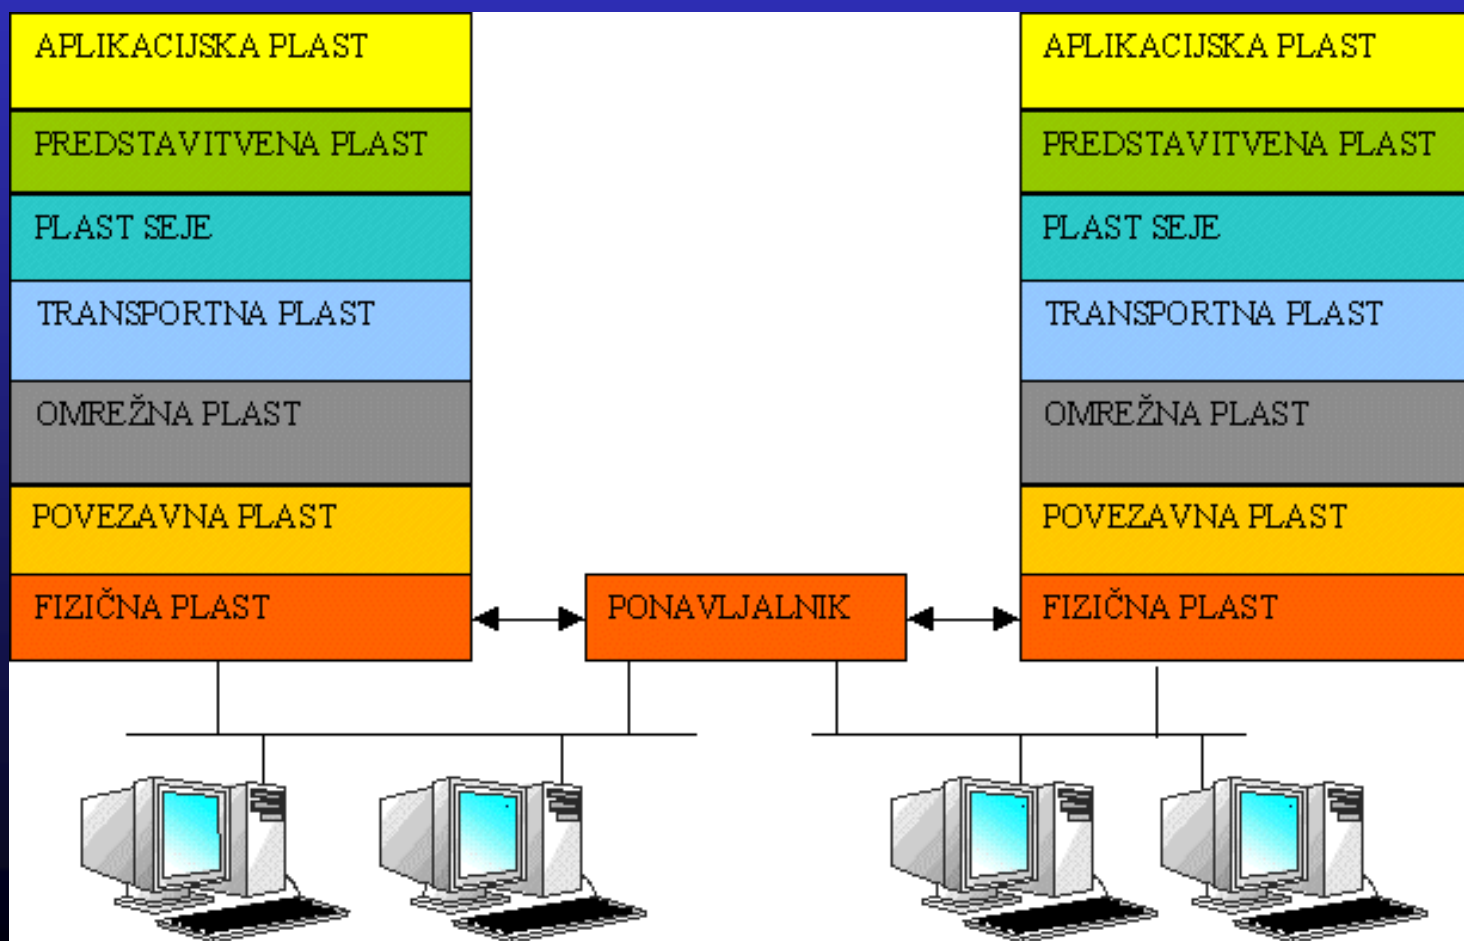 APLIKACIJSKA PLAST
PREDSTAVITVENA PLAST
PLAST SEJE
TRANSPORTNA PLAST
OMREŽNA PLAST
POVEZAVNA PLAST
FIZIČNA PLAST
PONAVLJALNIK
APLIKACIJSKA PLAST
PREDSTAVITVENA PLAST
PLAST SEJE
TRANSPORTNA PLAST
OMREŽNA PLAST
POVEZAVNA PLAST
FIZIČNA PLAST